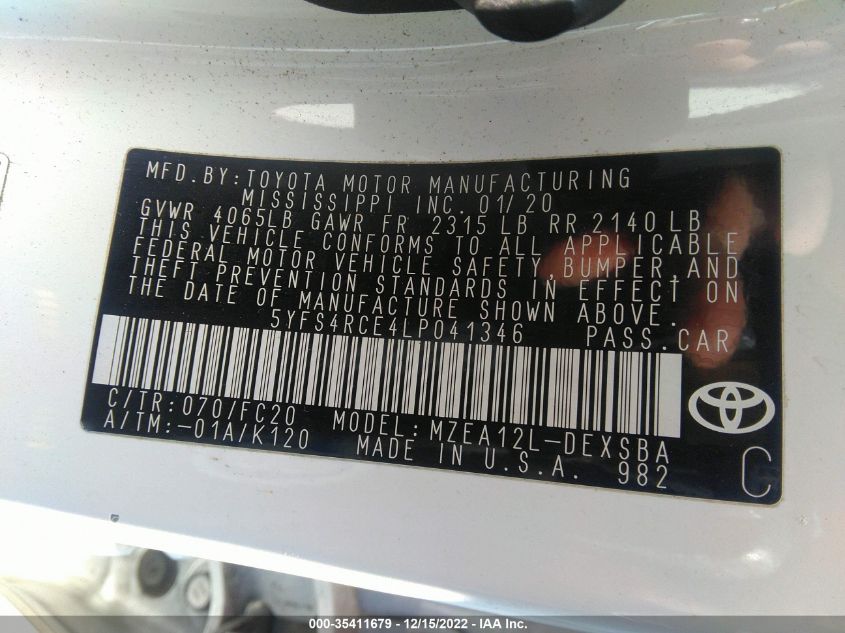 MFD.BY:TOYOTA MOTOR MANUFACTURING
MISSISSIPPI INC. 01/20
GVWR 4065LB GAWR FR 2315 LB RR 2140 LB
THIS VEHICLE CONFORMS TO ALL APPLICABLE
FEDERAL MOTOR VEHICLE SAFETY, BUMPER, AND
THEFT PREVENTION STANDARDS IN EFFECT ON
THE DATE OF MANUFACTURE SHOWN ABOVE.
5YFS4RCE4LP041346 PASS.CAR
C/TR:070/FC20 MODEL:MZEA12L-DEXSBA
A/TM:-01A/K120 MADE IN U.S.A. 982
C
000-35411679 - 12/15/2022 - IAA Inc.